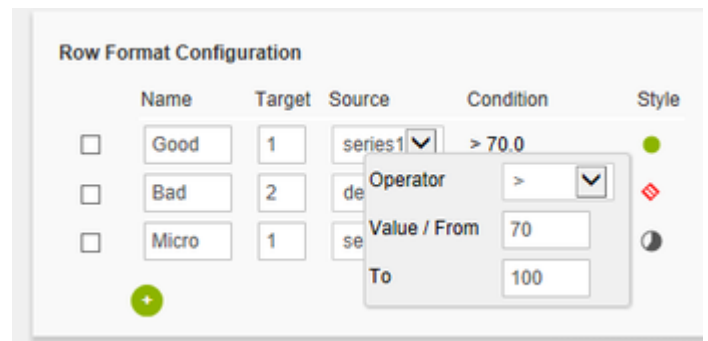 Row Format Configuration
Name Target Source Condition Style
Good 1 series1 > 70.0
Bad 2 de
Operator >
Micro 1 se
Value / From 70
To 100